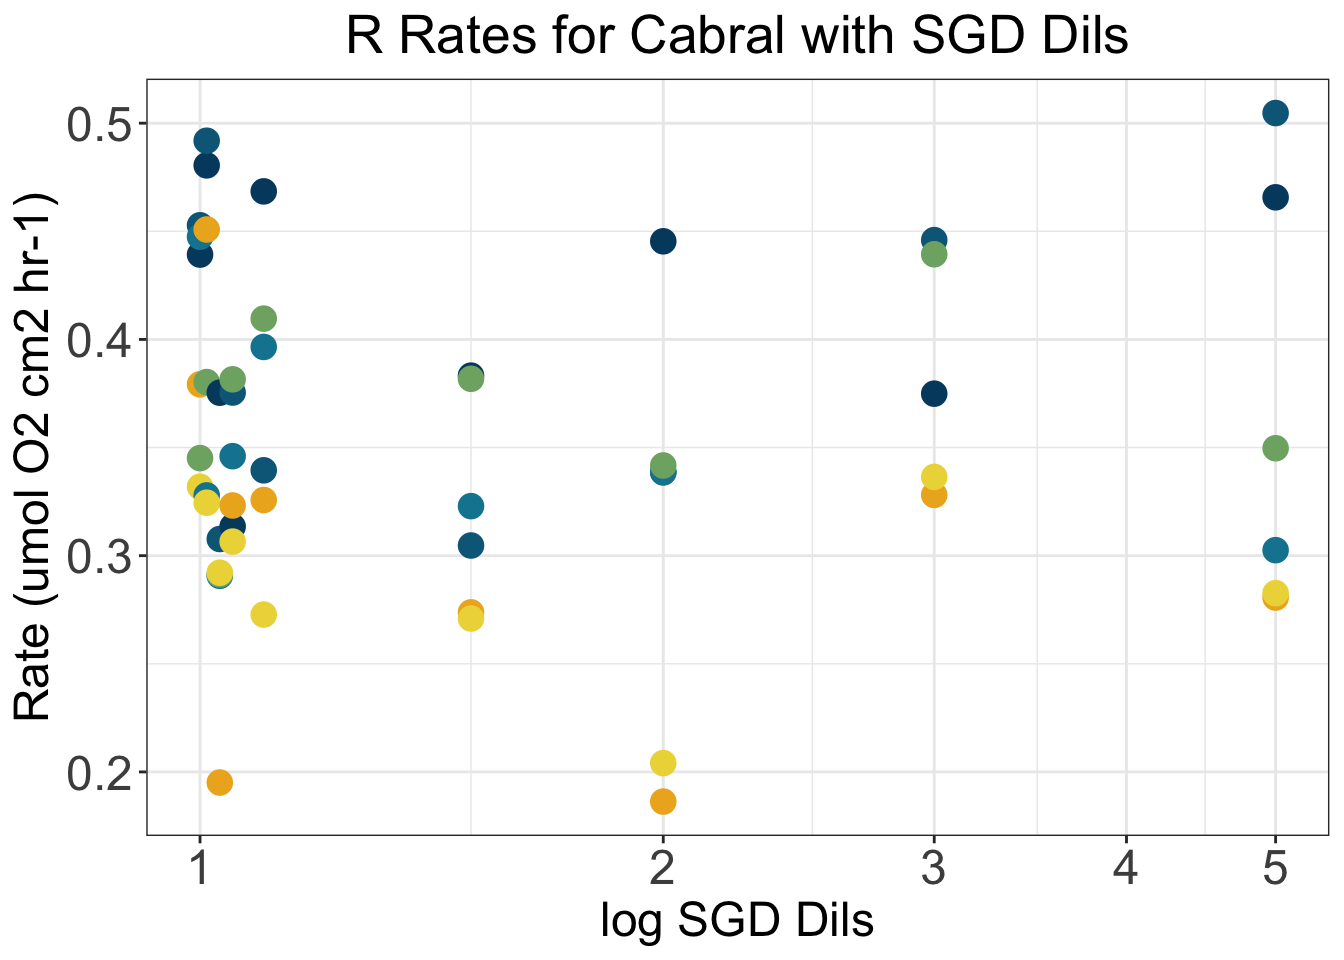 R Rates for Cabral with SGD Dils
Rate (umol O2 cm2 hr-1)
0.5
0.4
0.3
0.2
1 2 3 4 5
log SGD Dils